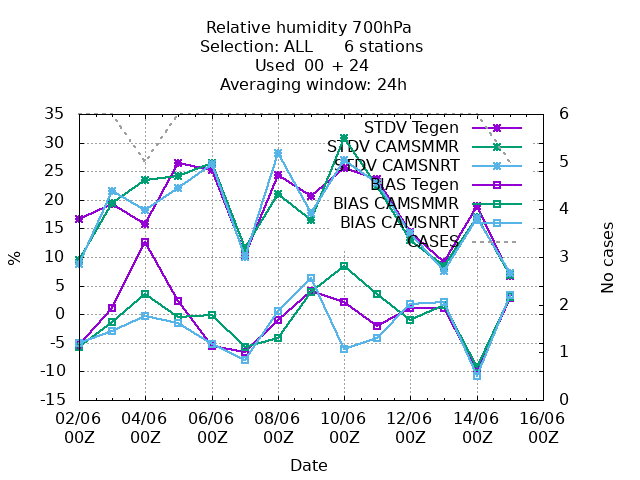 Relative humidity 700hPa
Selection: ALL      6 stations
Used  00 + 24
Averaging window: 24h
35
30
25
20
15
10
5
0
-5
-10
-15
%
STDV Tegen
STDV CAMSMMR
STDV CAMSNRT
BIAS Tegen
BIAS CAMSMMR
BIAS CAMSNRT
CASES
6
5
4
3
2
1
0
No cases
02/06 04/06 06/06 08/06 10/06 12/06 14/06 16/06
00Z 00Z 00Z 00Z 00Z 00Z 00Z 00Z
Date